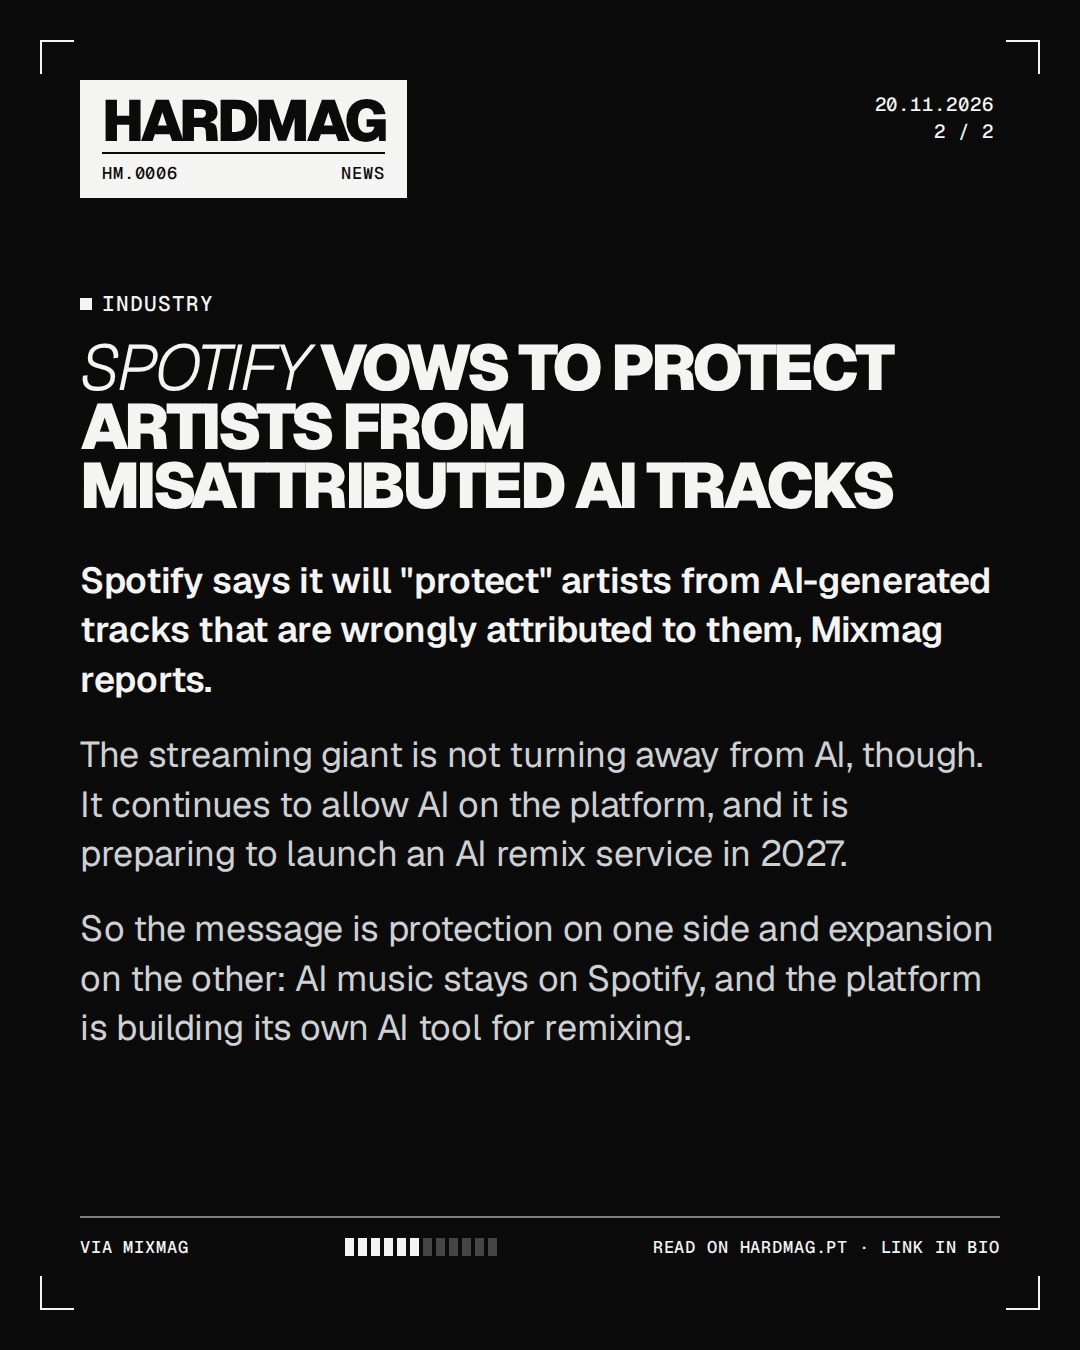 HARDMAG
HM.0006 NEWS
20.11.2026
2 / 2
INDUSTRY
SPOTIFY VOWS TO PROTECT
ARTISTS FROM
MISATTRIBUTED AI TRACKS
Spotify says it will "protect" artists from AI-generated
tracks that are wrongly attributed to them, Mixmag
reports.
The streaming giant is not turning away from AI, though.
It continues to allow AI on the platform, and it is
preparing to launch an AI remix service in 2027.
So the message is protection on one side and expansion
on the other: AI music stays on Spotify, and the platform
is building its own AI tool for remixing.
VIA MIXMAG
READ ON HARDMAG.PT · LINK IN BIO